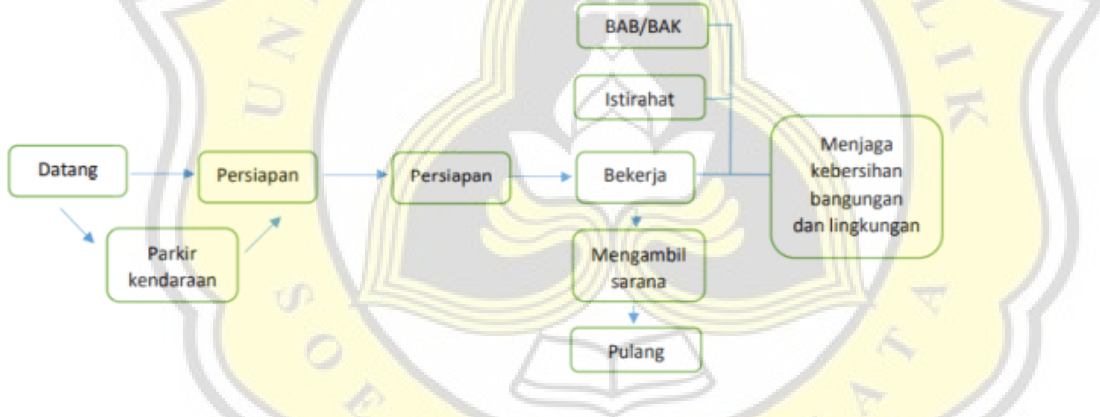 BAB/BAK
Istirahat
Datang
Persiapan
Persiapan
Bekerja
Menjaga
kebersihan
bangungan
dan lingkungan
Parkir
kendaraan
Mengambil
sarana
Pulang
U N
L I K
S O E
A T A